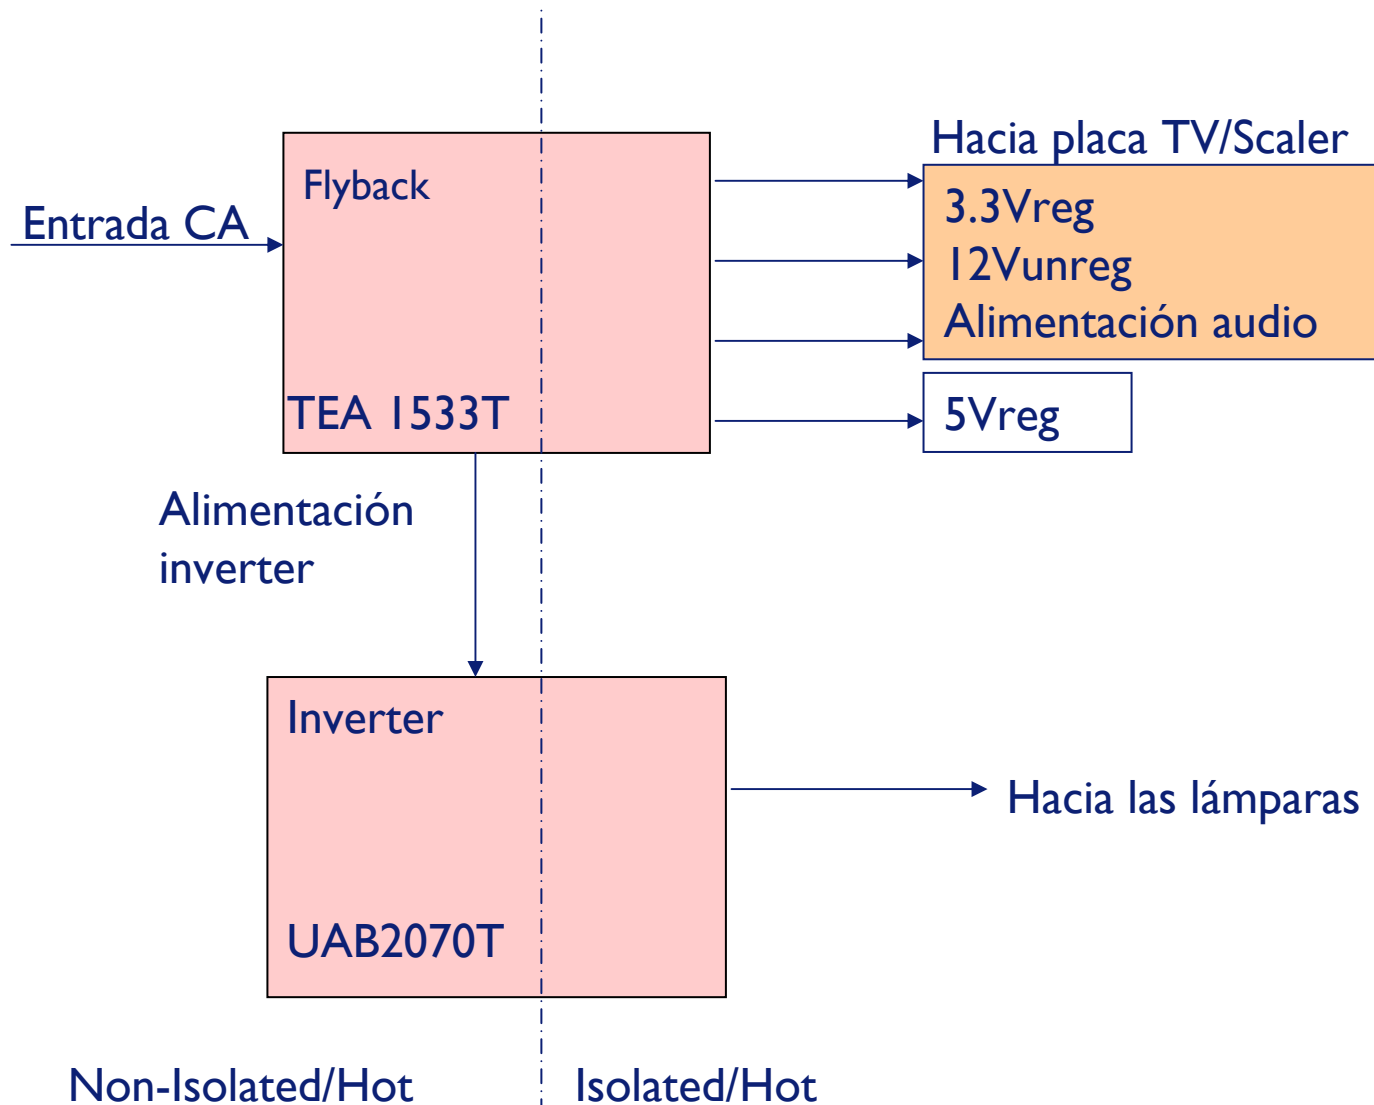 Hacia placa TV/Scaler
Flyback
3.3Vreg
Entrada CA
12Vunreg
Alimentación audio
TEA 1533T
5Vreg
Alimentación
inverter
Inverter
Hacia las lámparas
UAB2070T
Non-Isolated/Hot
Isolated/Hot